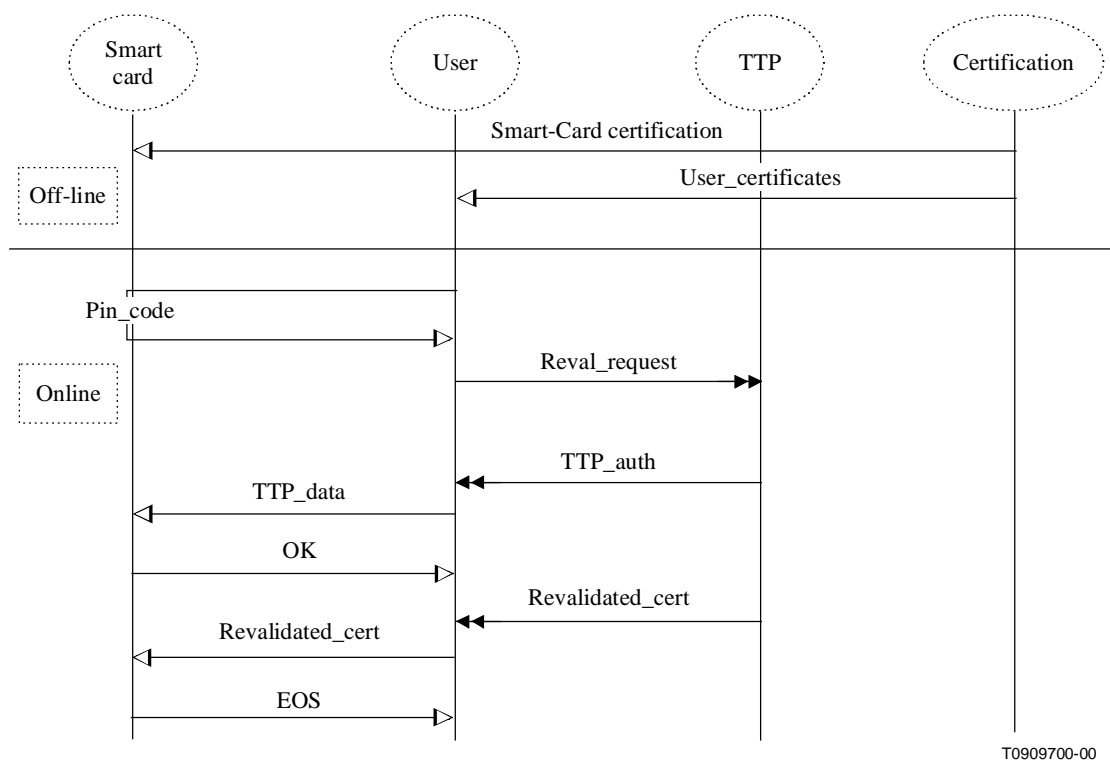 Smart
card
User
TTP
Certification
Smart-Card certification
User_certificates
Off-line
Pin_code
Reval_request
Online
TTP_auth
TTP_data
OK
Revalidated_cert
Revalidated_cert
EOS
T0909700-00